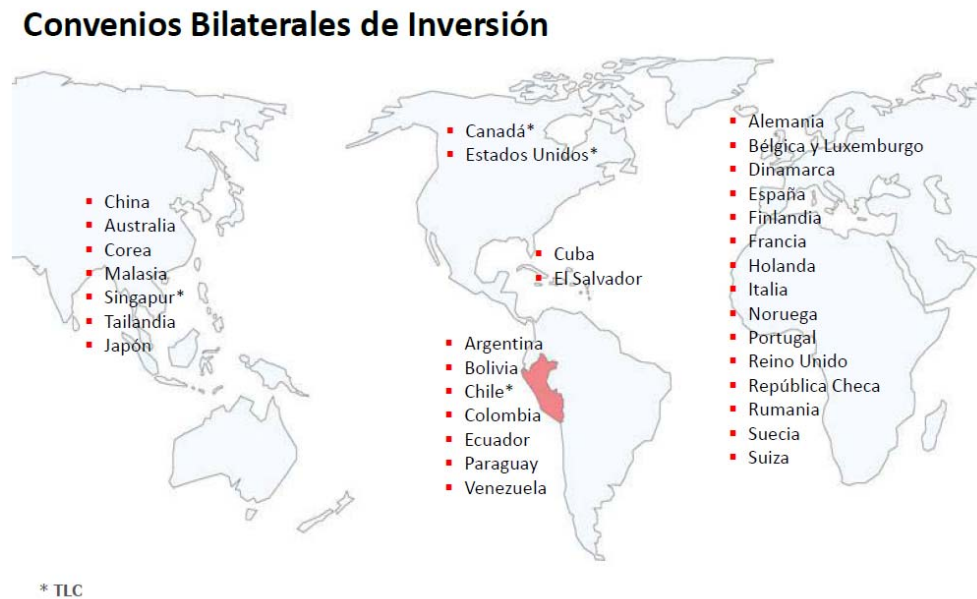 Convenios Bilaterales de Inversión
China
Australia
Corea
Malasia
Singapur*
Tailandia
Japón
Canadá*
Estados Unidos*
Cuba
El Salvador
Argentina
Bolivia
Chile*
Colombia
Ecuador
Paraguay
Venezuela
Alemania
Bélgica y Luxemburgo
Dinamarca
España
Finlandia
Francia
Holanda
Italia
Noruega
Portugal
Reino Unido
República Checa
Rumania
Suecia
Suiza
* TLC